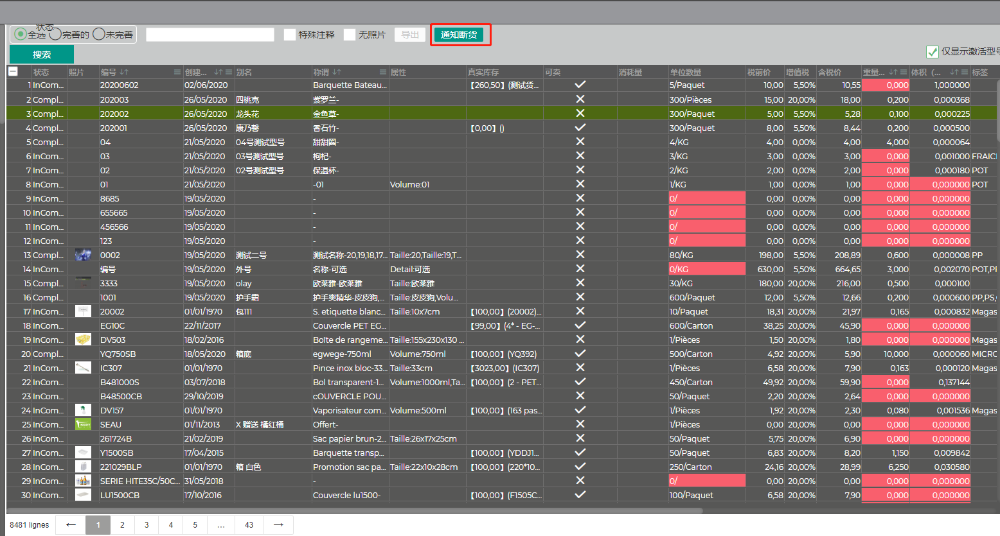 状态
全选 完善的 未完善 特殊注释 无照片 导出 通知断货
搜索 仅显示激活型号
状态 照片 编号 创建... 别名 称谓 属性 真实库存 可卖 消耗量 单位数量 税前价 增值税 含税价 重量... 体积（... 标签
1 InCom... 20200602 02/06/2020 Barquette Bateau... 【260,50】(测试货... 5/Paquet 10,00 5,50% 10,55 0,000 1,000000
2 Compl... 202003 26/05/2020 四桃克 紫罗兰- 300/Pièces 15,00 20,00% 18,00 0,200 0,000368
3 Compl... 202002 26/05/2020 龙头花 金鱼草- 300/Paquet 5,00 5,50% 5,28 0,100 0,000225
4 Compl... 202001 26/05/2020 康乃馨 香石竹- 【0,00】() 300/Paquet 8,00 5,50% 8,44 0,200 0,000500
5 Compl... 04 21/05/2020 04号测试型号 甜甜圈- 4/KG 4,00 0,00% 4,00 4,000 0,000064
6 InCom... 03 21/05/2020 03号测试型号 枸杞- 3/KG 3,00 0,00% 3,00 0,000 0,001000 FRAIC
7 InCom... 02 21/05/2020 02号测试型号 保温杯- 2/KG 2,00 0,00% 2,00 0,000 0,000180 POT
8 InCom... 01 21/05/2020 -01 Volume:01 1/KG 1,00 0,00% 1,00 0,000 0,000000 POT
9 InCom... 8685 19/05/2020 - 0/ 0,00 0,00% 0,00 0,000 0,000000
10 InCom... 655665 19/05/2020 - 0/ 0,00 0,00% 0,00 0,000 0,000000
11 InCom... 456566 19/05/2020 - 0/ 0,00 0,00% 0,00 0,000 0,000000
12 InCom... 123 19/05/2020 - 0/ 0,00 0,00% 0,00 0,000 0,000000
13 Compl... 0002 19/05/2020 测试二号 测试名称-20,19,18,17... Taille:20,Taille:19,T... 80/KG 198,00 5,50% 208,89 0,600 0,000008 PP
14 InCom... 编号 19/05/2020 外号 名称-可选 Detail:可选 0/KG 630,00 5,50% 664,65 3,000 0,002070 POT,PI
15 Compl... 3333 19/05/2020 olay 欧莱雅-欧莱雅 Taille:欧莱雅 30/KG 180,00 20,00% 216,00 0,500 0,000100
16 Compl... 1001 19/05/2020 护手霜 护手爽精华-皮皮狗,... Taille:皮皮狗,Volu... 600/Paquet 12,00 5,50% 12,66 0,200 0,000600 PP,PS,
17 InCom... 20002 01/01/1970 包111 S. etiquette blanc... Taille:10x7cm 【100,00】(20002)... 10/Paquet 18,31 20,00% 21,97 0,165 0,000832 Magas
18 InCom... EG10C 22/11/2017 Couvercle PET EG... 【99,00】(4* - EG-... 600/Carton 38,25 20,00% 45,90 0,000 0,000000
19 InCom... DV503 18/02/2016 Boîte de rangeme... Taille:155x230x130 ... 1/Pièces 1,50 20,00% 1,80 0,000 0,000000 Magas
20 Compl... YQ750SB 18/05/2020 箱底 egwege-750ml Volume:750ml 【100,00】(YQ392) 500/Carton 4,92 20,00% 5,90 10,000 0,000060 MICRO
21 InCom... IC307 01/01/1970 Pince inox bloc-33... Taille:33cm 【3023,00】(IC307) 1/Pièces 6,58 20,00% 7,90 0,163 0,000120 Magas
22 InCom... B481000S 03/07/2018 Bol transparent-1... Volume:1000ml,Ta... 【100,00】(2 - PET... 450/Carton 49,92 20,00% 59,90 0,000 0,137144
23 InCom... B48500CB 29/10/2019 cOUVERCLE POU... 50/Paquet 2,20 20,00% 2,64 0,000 0,000000
24 InCom... DV157 01/01/1970 Vaporisateur com... Volume:500ml 【100,00】(163 pas... 1/Pièces 1,92 20,00% 2,30 0,080 0,001536 Magas
25 InCom... SEAU 01/11/2013 X 赠送 橘红桶 Offert- 1/Pièces 0,00 20,00% 0,00 0,000 0,000000
26 InCom... 261724B 21/02/2019 Sac papier brun-2... Taille:26x17x25cm 50/Paquet 5,75 20,00% 6,90 0,000 0,000000
27 InCom... Y1500SB 17/04/2015 Barquette transp... 【100,00】(YDDJ1... 50/Paquet 6,83 20,00% 8,20 1,150 0,009842
28 InCom... 221029BLP 01/01/1970 箱 白色 Promotion sac pa... Taille:22x10x28cm 【100,00】(220*10... 250/Carton 24,16 20,00% 28,99 6,250 0,030580
29 InCom... SERIE HITE35C/50C... 31/05/2018 - 0/ 0,00 20,00% 0,00 0,000 0,000000
30 InCom... LU1500CB 17/10/2016 Couvercle lu1500- 【100,00】(F1505C... 100/Paquet 6,58 20,00% 7,90 0,000 0,000000
8481 lignes ← 1 2 3 4 5 ... 43 →